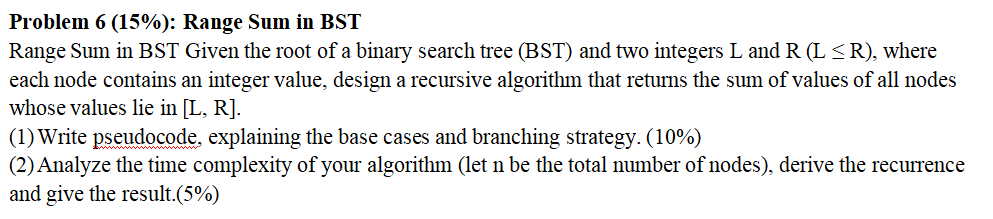 Problem 6 (15%): Range Sum in BST
Range Sum in BST Given the root of a binary search tree (BST) and two integers L and R (L ≤ R), where
each node contains an integer value, design a recursive algorithm that returns the sum of values of all nodes
whose values lie in [L, R].
(1) Write pseudocode, explaining the base cases and branching strategy. (10%)
(2) Analyze the time complexity of your algorithm (let n be the total number of nodes), derive the recurrence
and give the result.(5%)